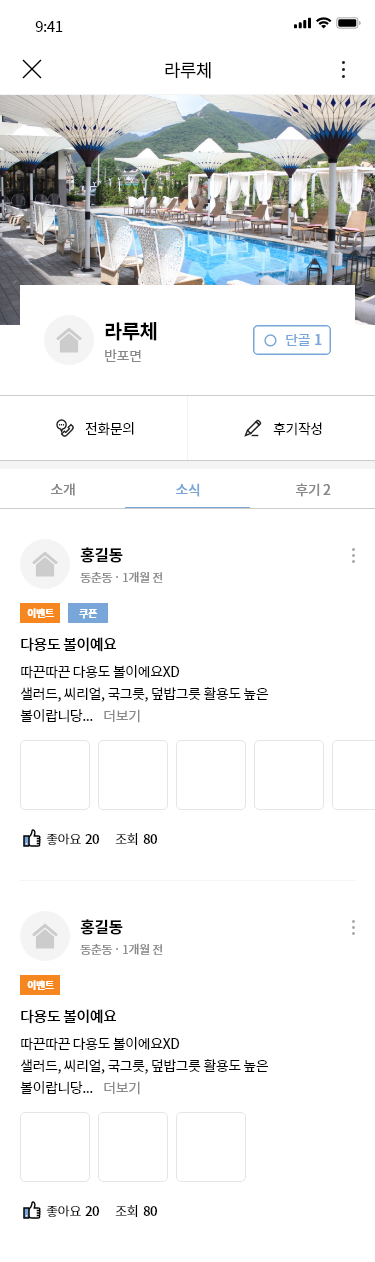 9:41
라루체
라루체
반포면
단골 1
전화문의
후기작성
소개
소식
후기 2
홍길동
동춘동 · 1개월 전
이벤트 쿠폰
다용도 볼이예요
따끈따끈 다용도 볼이에요XD
샐러드, 씨리얼, 국그릇, 덮밥그릇 활용도 높은
볼이랍니당... 더보기
좋아요 20 조회 80
홍길동
동춘동 · 1개월 전
이벤트
다용도 볼이예요
따끈따끈 다용도 볼이에요XD
샐러드, 씨리얼, 국그릇, 덮밥그릇 활용도 높은
볼이랍니당... 더보기
좋아요 20 조회 80